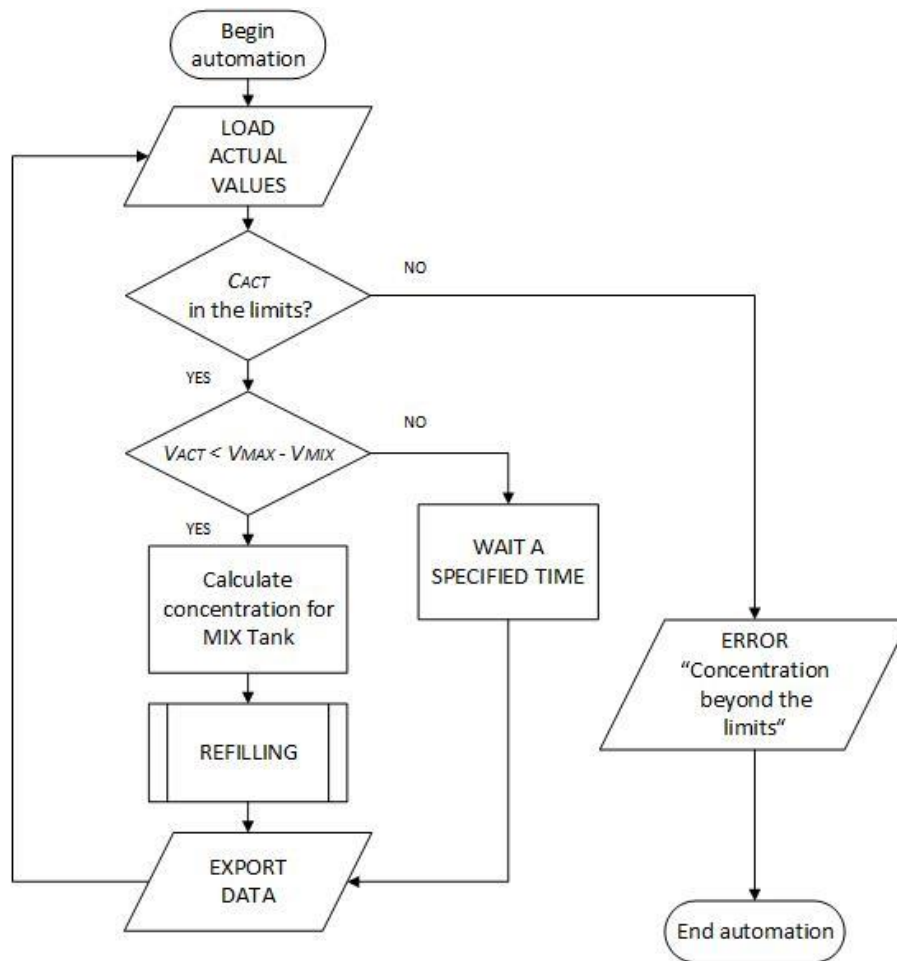 Begin
automation
LOAD
ACTUAL
VALUES
CACT
in the limits?
NO
YES
VACT < VMAX - VMIX
NO
YES
Calculate
concentration for
MIX Tank
WAIT A
SPECIFIED TIME
REFILLING
ERROR
“Concentration
beyond the
limits“
EXPORT
DATA
End automation